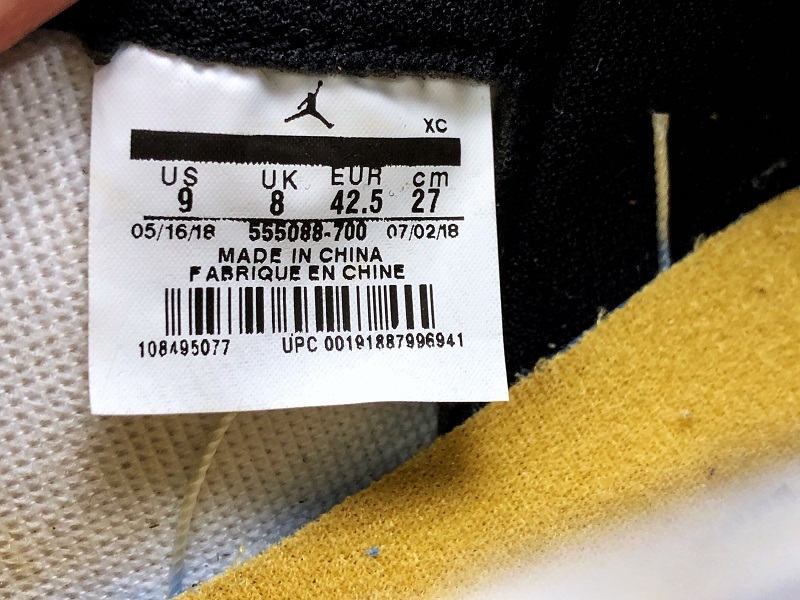 XC
US UK EUR cm
9 8 42.5 27
05/16/18 555088-700 07/02/18
MADE IN CHINA
FABRIQUE EN CHINE
108495077 UPC 00191887996941